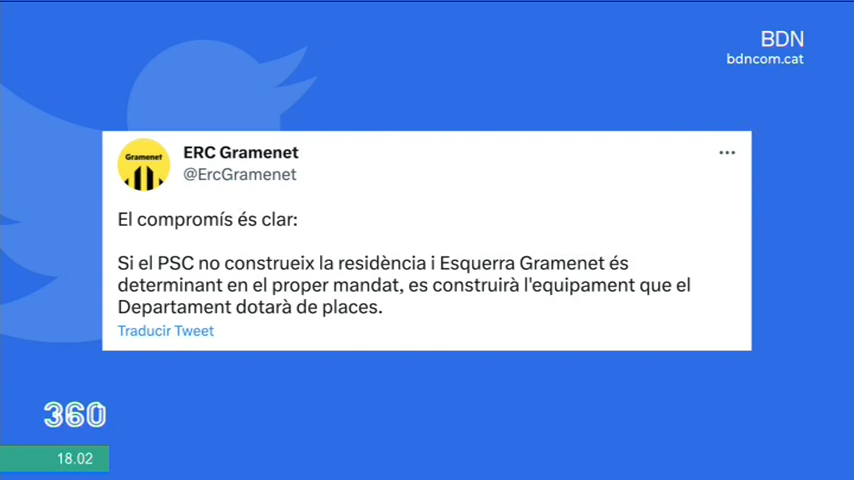 BDN
bdncom.cat
Gramenet
ERC Gramenet
@ErcGramenet
El compromís és clar:
Si el PSC no construeix la residència i Esquerra Gramenet és
determinant en el proper mandat, es construirà l'equipament que el
Departament dotarà de places.
Traducir Tweet
360
18.02